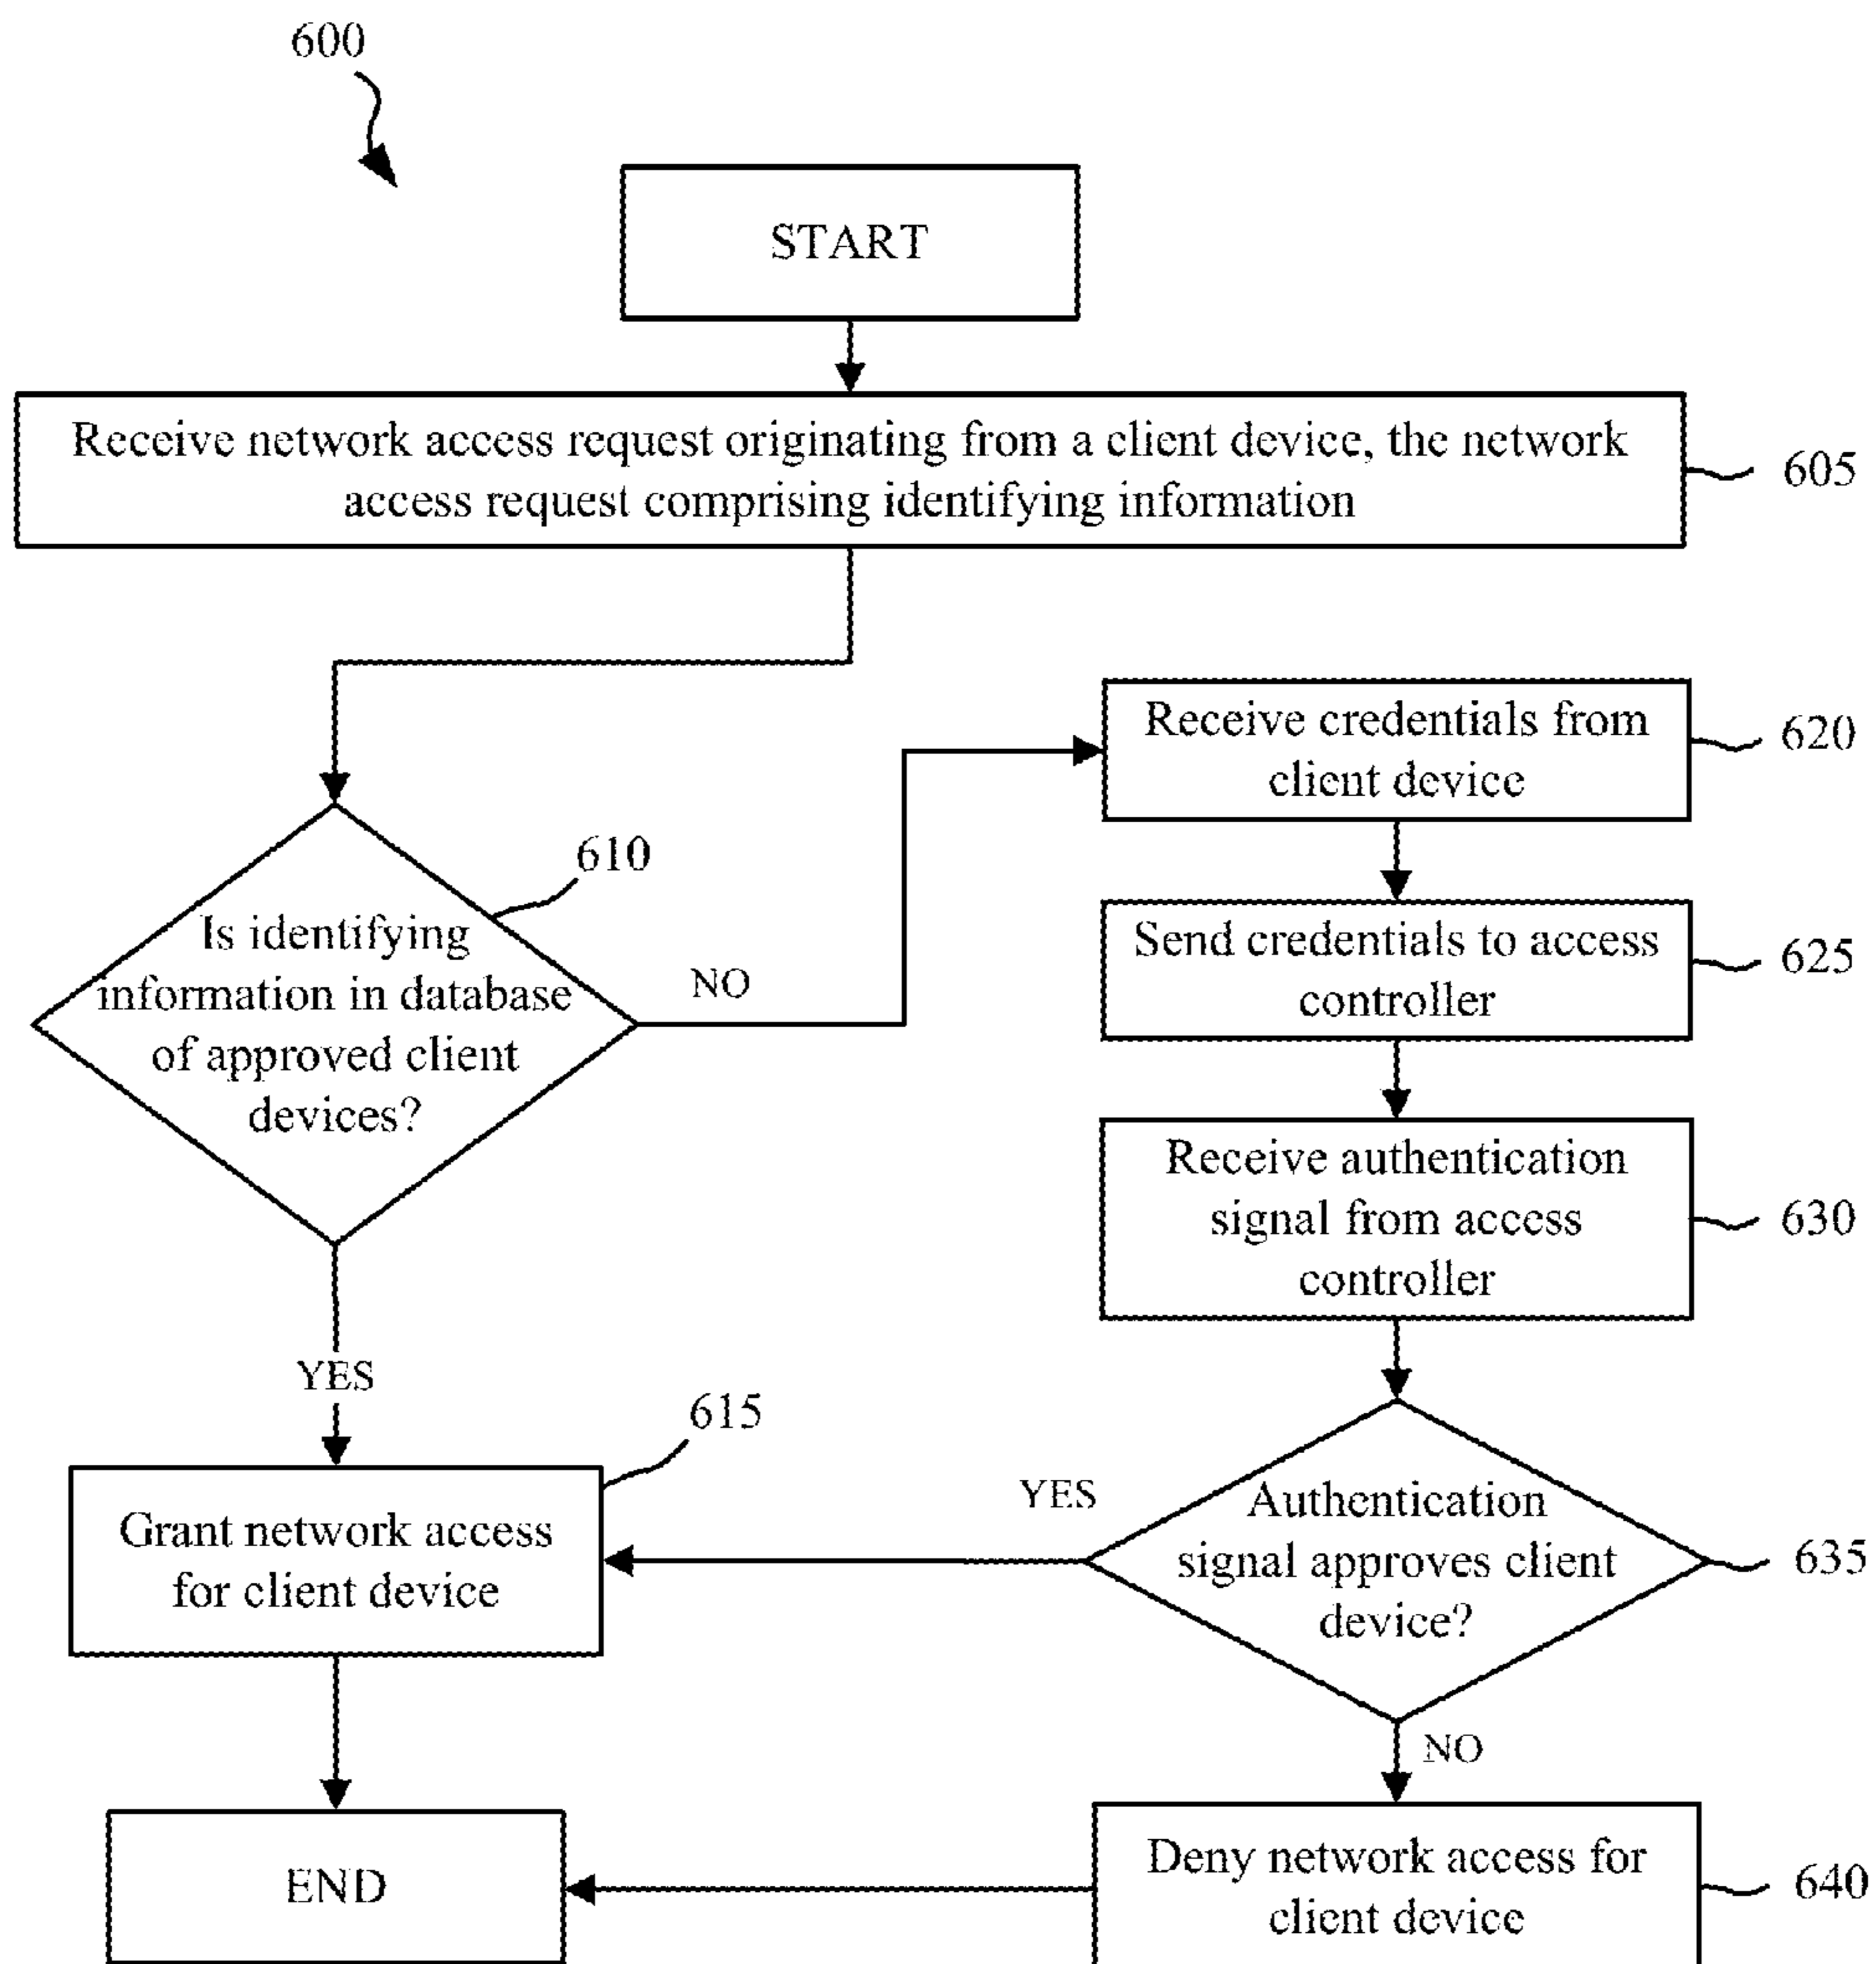 600
START
Receive network access request originating from a client device, the network
access request comprising identifying information
605
Receive credentials from
client device
620
610
Is identifying
information in database
of approved client
devices?
NO
Send credentials to access
controller
625
Receive authentication
signal from access
controller
630
YES
615
Grant network access
for client device
YES
Authentication
signal approves client
device?
635
NO
END
Deny network access for
client device
640